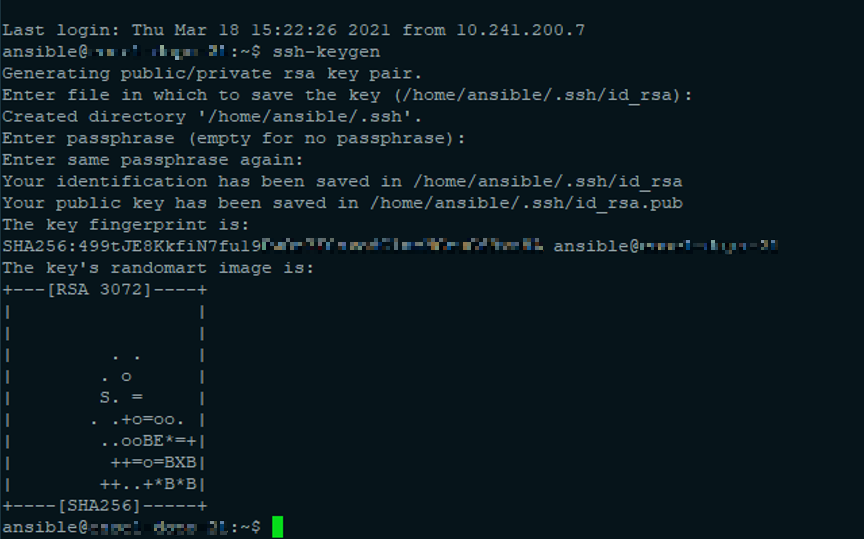 Last login: Thu Mar 18 15:22:26 2021 from 10.241.200.7
ansible@ :~$ ssh-keygen
Generating public/private rsa key pair.
Enter file in which to save the key (/home/ansible/.ssh/id_rsa):
Created directory '/home/ansible/.ssh'.
Enter passphrase (empty for no passphrase):
Enter same passphrase again:
Your identification has been saved in /home/ansible/.ssh/id_rsa
Your public key has been saved in /home/ansible/.ssh/id_rsa.pub
The key fingerprint is:
SHA256:499tJE8KkfiN7ful9 ansible@
The key's randomart image is:
+---[RSA 3072]----+
|                 |
|                 |
|         . .     |
|        . o      |
|        S. =     |
|       . .+o=oo. |
|        ..ooBE*=+|
|         ++=o=BXB|
|        ++..+*B*B|
+----[SHA256]-----+
ansible@ :~$